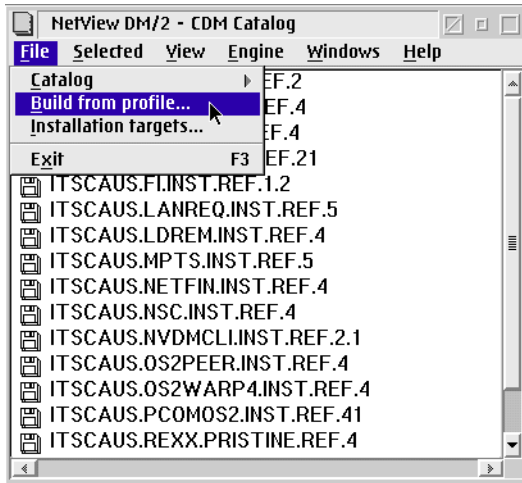 NetView DM/2 - CDM Catalog
File Selected View Engine Windows Help
Catalog EF.2
Build from profile... EF.4
Installation targets... EF.4
Exit F3 EF.21
ITSCAUS.FI.INST.REF.1.2
ITSCAUS.LANREQ.INST.REF.5
ITSCAUS.LDREM.INST.REF.4
ITSCAUS.MPTS.INST.REF.5
ITSCAUS.NETFIN.INST.REF.4
ITSCAUS.NSC.INST.REF.4
ITSCAUS.NVDMCLI.INST.REF.2.1
ITSCAUS.OS2PEER.INST.REF.4
ITSCAUS.OS2WARP4.INST.REF.4
ITSCAUS.PCOMOS2.INST.REF.41
ITSCAUS.REXX.PRISTINE.REF.4